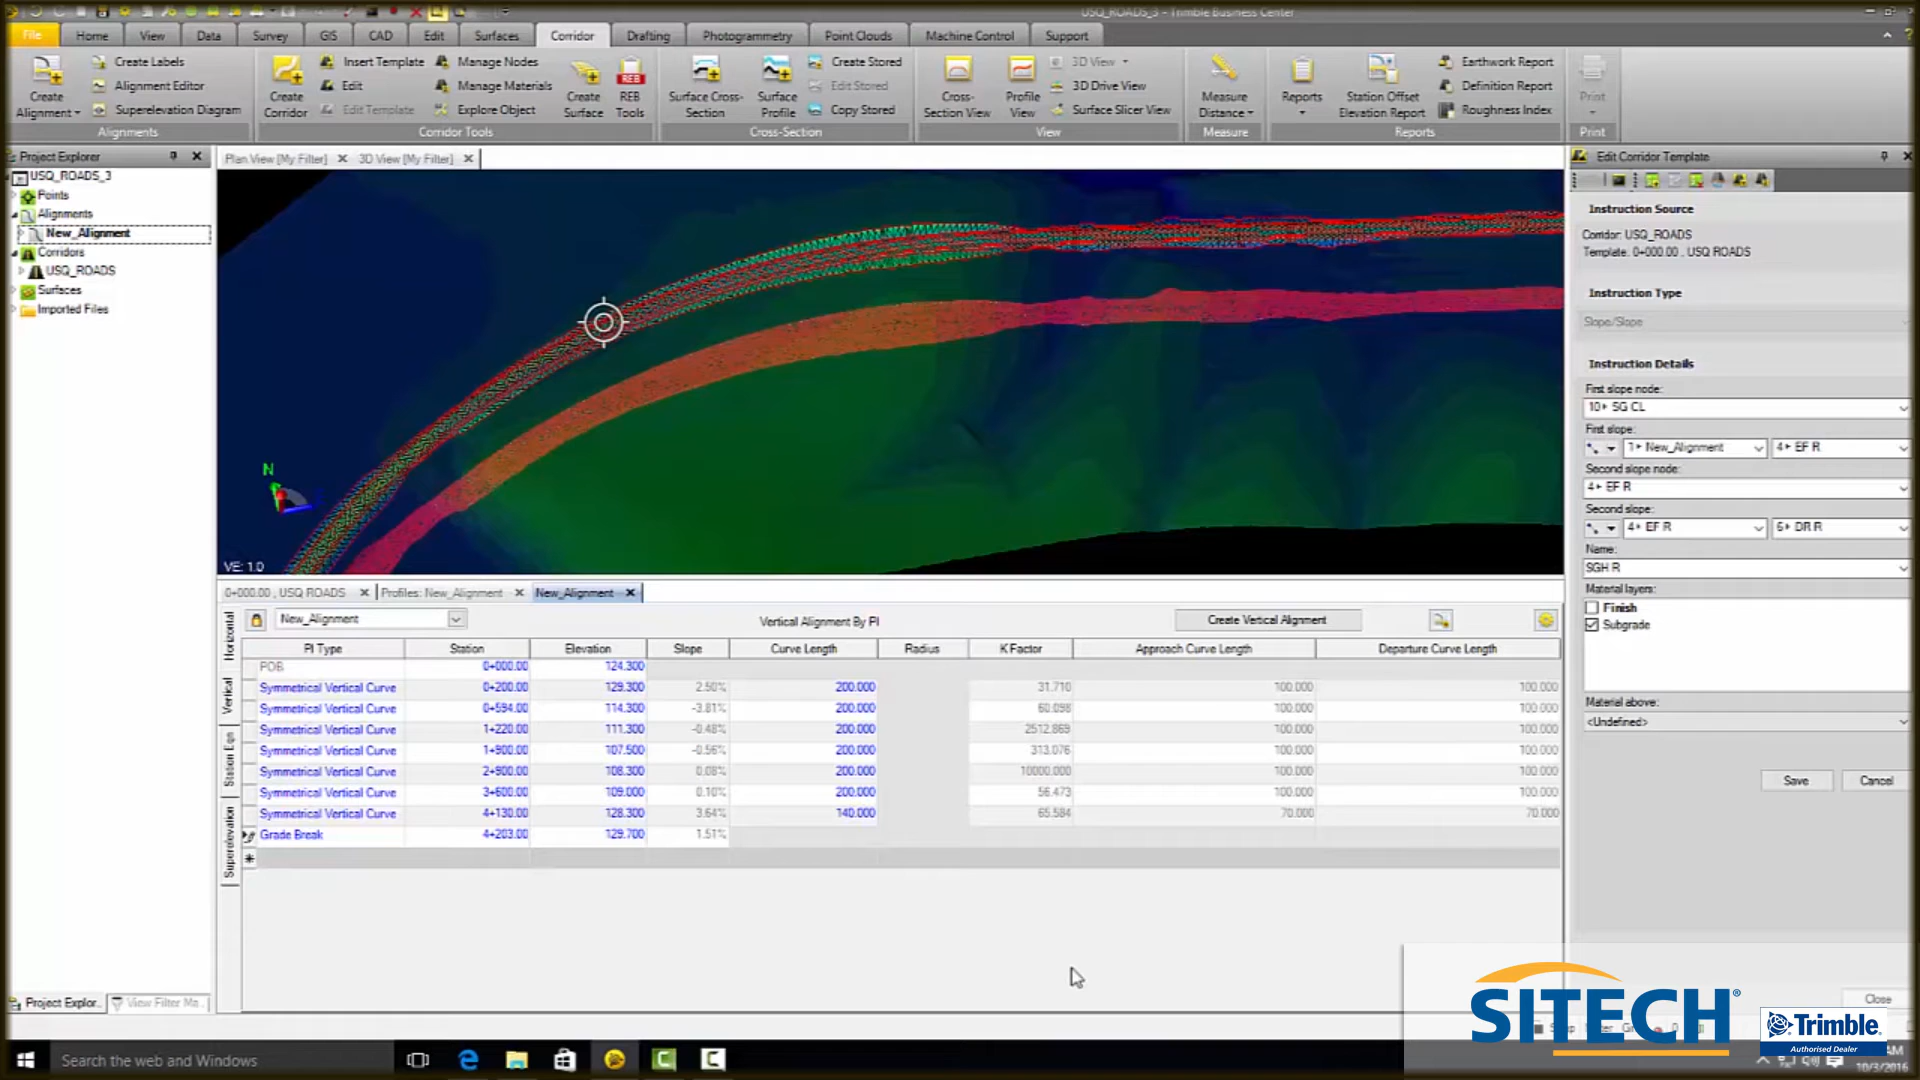 USQ_ROADS_3 - Trimble Business Center
File Home View Data Survey GIS CAD Edit Surfaces Corridor Drafting Photogrammetry Point Clouds Machine Control Support
Create Alignment
Create Labels
Alignment Editor
Superelevation Diagram
Alignments
Create Corridor
Insert Template
Edit
Edit Template
Manage Nodes
Manage Materials
Explore Object
Create Surface
REB
REB Tools
Corridor Tools
Surface Cross-Section
Surface Profile
Create Stored
Edit Stored
Copy Stored
Cross-Section
Cross-Section View
Profile View
3D View
3D Drive View
Surface Slicer View
View
Measure Distance
Measure
Reports
Station Offset Elevation Report
Earthwork Report
Definition Report
Roughness Index
Reports
Print
Print
Project Explorer
USQ_ROADS_3
Points
Alignments
New_Alignment
Corridors
USQ_ROADS
Surfaces
Imported Files
Project Explor..
View Filter Ma...
Plan View [My Filter]
3D View [My Filter]
N
VE: 1.0
0+000.00 , USQ ROADS
Profiles: New_Alignment
New_Alignment
Horizontal
Vertical
Station Eqn
Superelevation
New_Alignment
Vertical Alignment By PI
Create Vertical Alignment
PI Type Station Elevation Slope Curve Length Radius K Factor Approach Curve Length Departure Curve Length
POB 0+000.00 124.300
Symmetrical Vertical Curve 0+200.00 129.300 2.50% 200.000 31.710 100.000 100.000
Symmetrical Vertical Curve 0+594.00 114.300 -3.81% 200.000 60.098 100.000 100.000
Symmetrical Vertical Curve 1+220.00 111.300 -0.48% 200.000 2512.869 100.000 100.000
Symmetrical Vertical Curve 1+900.00 107.500 -0.56% 200.000 313.076 100.000 100.000
Symmetrical Vertical Curve 2+900.00 108.300 0.08% 200.000 10000.000 100.000 100.000
Symmetrical Vertical Curve 3+600.00 109.000 0.10% 200.000 56.473 100.000 100.000
Symmetrical Vertical Curve 4+130.00 128.300 3.64% 140.000 65.584 70.000 70.000
Grade Break 4+203.00 129.700 1.51%
Edit Corridor Template
Instruction Source
Corridor: USQ_ROADS
Template: 0+000.00 , USQ ROADS
Instruction Type
Slope/Slope
Instruction Details
First slope node:
10+ SG CL
First slope:
1+ New_Alignment 4+ EF R
Second slope node:
4+ EF R
Second slope:
4+ EF R 6+ DR R
Name:
SGH R
Material layers:
Finish
Subgrade
Material above:
<Undefined>
Save Cancel
Close
SITECH®
Trimble.
Authorised Dealer
Search the web and Windows
10/3/2016